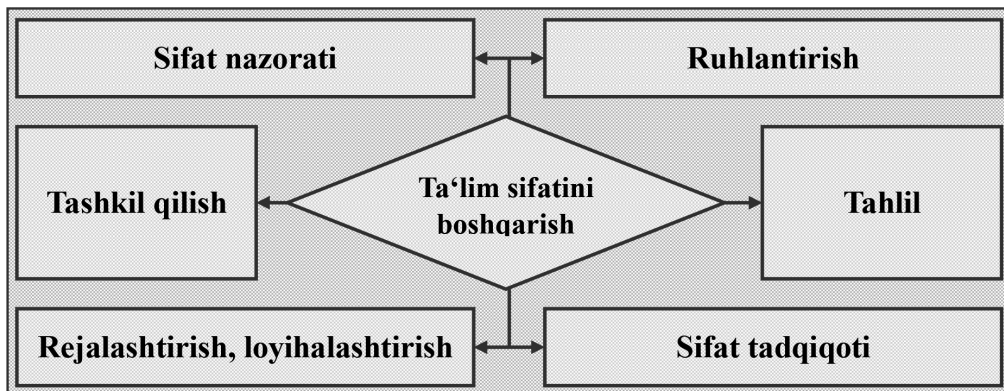 Sifat nazorati
Ruhlantirish
Tashkil qilish
Ta‘lim sifatini
boshqarish
Tahlil
Rejalashtirish, loyihalashtirish
Sifat tadqiqoti